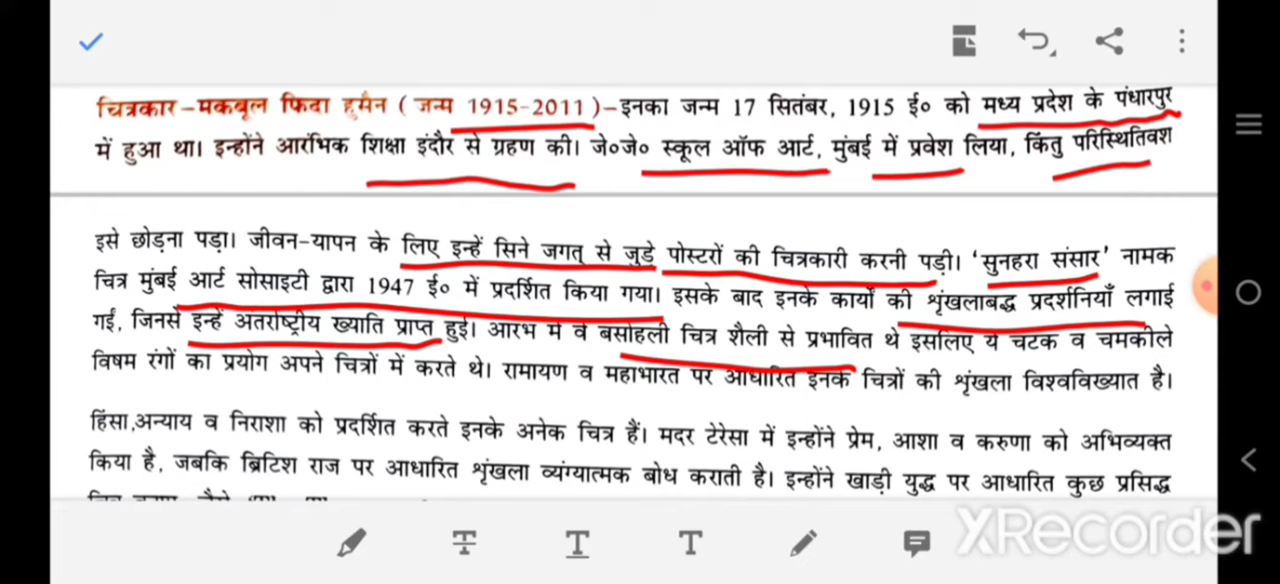 चित्रकार–मकबूल फिदा हुसैन ( जन्म 1915-2011 )–इनका जन्म 17 सितंबर, 1915 ई० को मध्य प्रदेश के पंधारपुर
में हुआ था। इन्होंने आरंभिक शिक्षा इंदौर से ग्रहण की। जे०जे० स्कूल ऑफ आर्ट, मुंबई में प्रवेश लिया, किंतु परिस्थितिवश
इसे छोड़ना पड़ा। जीवन-यापन के लिए इन्हें सिने जगत् से जुड़े पोस्टरों की चित्रकारी करनी पड़ी। 'सुनहरा संसार' नामक
चित्र मुंबई आर्ट सोसाइटी द्वारा 1947 ई० में प्रदर्शित किया गया। इसके बाद इनके कार्यों की शृंखलाबद्ध प्रदर्शनियाँ लगाई
गईं, जिनसे इन्हें अंतर्राष्ट्रीय ख्याति प्राप्त हुई। आरंभ में वे बसोहली चित्र शैली से प्रभावित थे इसलिए ये चटक व चमकीले
विषम रंगों का प्रयोग अपने चित्रों में करते थे। रामायण व महाभारत पर आधारित इनके चित्रों की शृंखला विश्वविख्यात है।
हिंसा,अन्याय व निराशा को प्रदर्शित करते इनके अनेक चित्र हैं। मदर टेरेसा में इन्होंने प्रेम, आशा व करुणा को अभिव्यक्त
किया है, जबकि ब्रिटिश राज पर आधारित शृंखला व्यंग्यात्मक बोध कराती है। इन्होंने खाड़ी युद्ध पर आधारित कुछ प्रसिद्ध
XRecorder